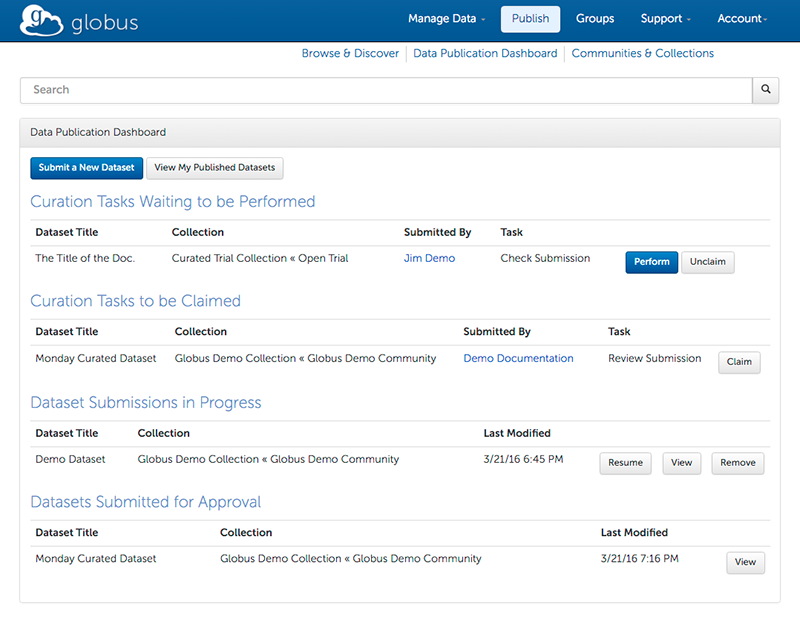 globus Manage Data Publish Groups Support Account
Browse & Discover Data Publication Dashboard Communities & Collections
Search
Data Publication Dashboard
Submit a New Dataset View My Published Datasets
Curation Tasks Waiting to be Performed
Dataset Title Collection Submitted By Task
The Title of the Doc. Curated Trial Collection « Open Trial Jim Demo Check Submission Perform Unclaim
Curation Tasks to be Claimed
Dataset Title Collection Submitted By Task
Monday Curated Dataset Globus Demo Collection « Globus Demo Community Demo Documentation Review Submission Claim
Dataset Submissions in Progress
Dataset Title Collection Last Modified
Demo Dataset Globus Demo Collection « Globus Demo Community 3/21/16 6:45 PM Resume View Remove
Datasets Submitted for Approval
Dataset Title Collection Last Modified
Monday Curated Dataset Globus Demo Collection « Globus Demo Community 3/21/16 7:16 PM View